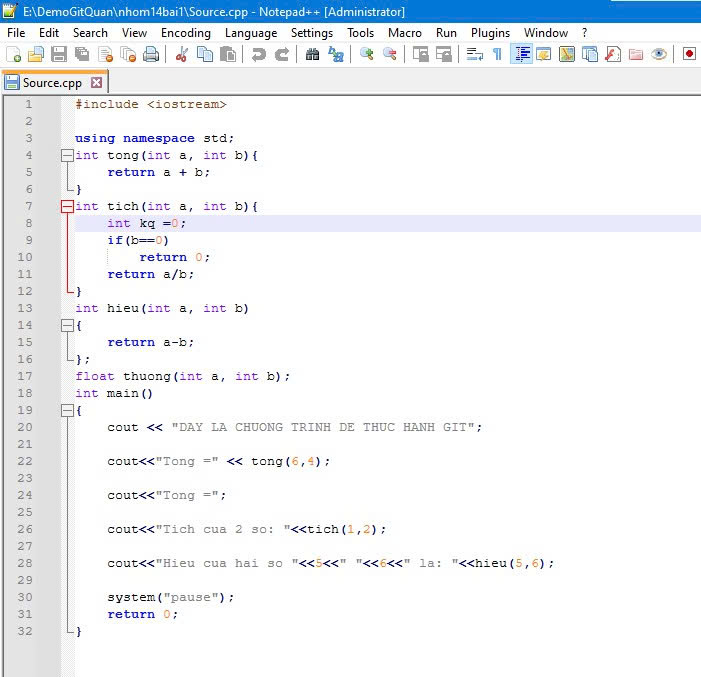 E:\DemoGitQuan\nhom14bai1\Source.cpp - Notepad++ [Administrator]
File Edit Search View Encoding Language Settings Tools Macro Run Plugins Window ?
Source.cpp
1 #include <iostream>
2
3 using namespace std;
4 int tong(int a, int b){
5     return a + b;
6 }
7 int tich(int a, int b){
8     int kq =0;
9     if(b==0)
10         return 0;
11     return a/b;
12 }
13 int hieu(int a, int b)
14 {
15     return a-b;
16 };
17 float thuong(int a, int b);
18 int main()
19 {
20     cout << "DAY LA CHUONG TRINH DE THUC HANH GIT";
21
22     cout<<"Tong =" << tong(6,4);
23
24     cout<<"Tong =";
25
26     cout<<"Tich cua 2 so: "<<tich(1,2);
27
28     cout<<"Hieu cua hai so "<<5<<" "<<6<<" la: "<<hieu(5,6);
29
30     system("pause");
31     return 0;
32 }